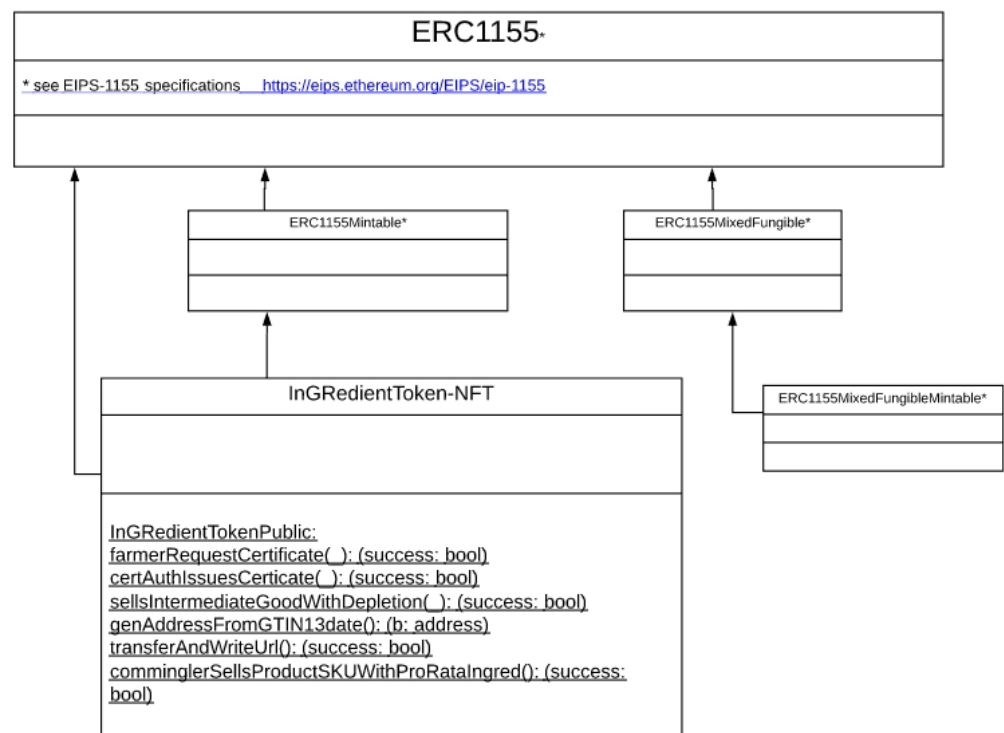 ERC1155*
* see EIPS-1155 specifications https://eips.ethereum.org/EIPS/eip-1155
ERC1155Mintable*
ERC1155MixedFungible*
InGRedientToken-NFT
ERC1155MixedFungibleMintable*
InGRedientTokenPublic:
farmerRequestCertificate(_): (success: bool)
certAuthIssuesCerticate(_): (success: bool)
sellsIntermediateGoodWithDepletion(_): (success: bool)
genAddressFromGTIN13date(): (b: address)
transferAndWriteUrl(): (success: bool)
comminglerSellsProductSKUWithProRataIngred(): (success:
bool)